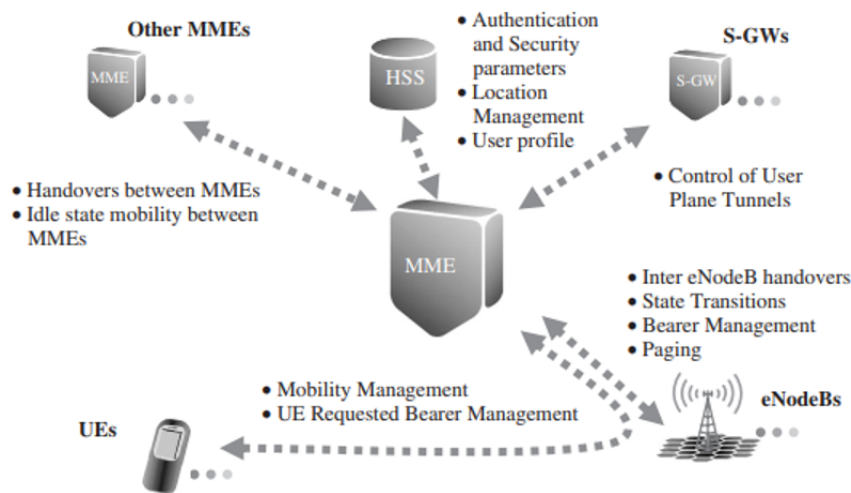 Other MMEs
MME
HSS
• Authentication
and Security
parameters
• Location
Management
• User profile
S-GWs
S-GW
• Handovers between MMEs
• Idle state mobility between
MMEs
• Control of User
Plane Tunnels
MME
• Inter eNodeB handovers
• State Transitions
• Bearer Management
• Paging
• Mobility Management
• UE Requested Bearer Management
UEs
eNodeBs